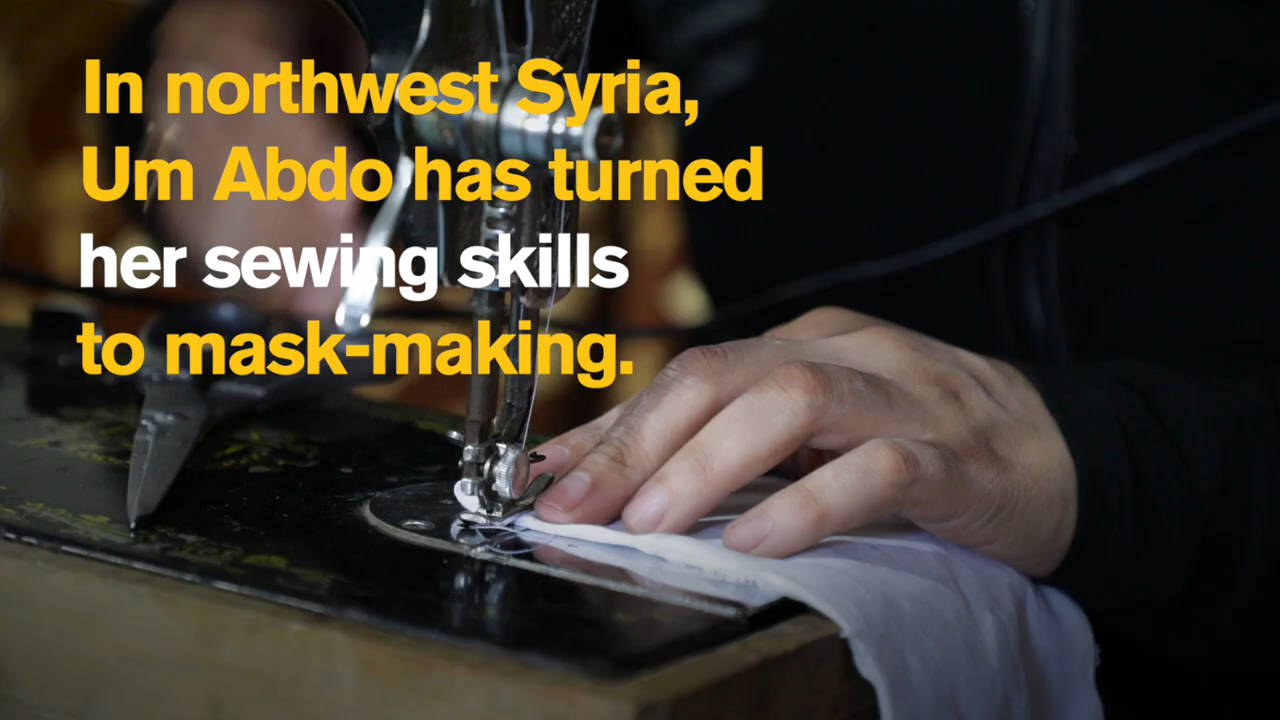 In northwest Syria,
Um Abdo has turned
her sewing skills
to mask-making.